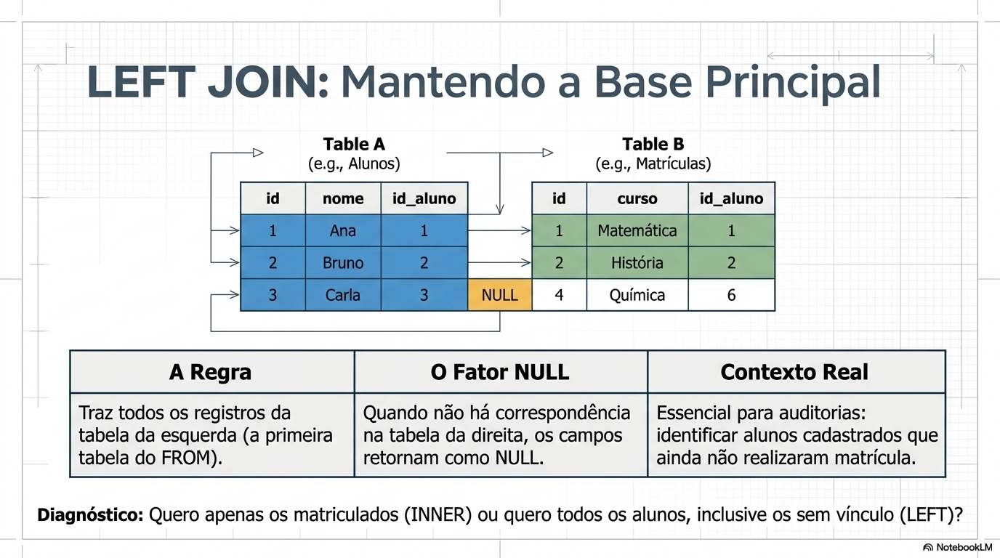 LEFT JOIN: Mantendo a Base Principal
Table A
(e.g., Alunos)
id nome id_aluno
1 Ana 1
2 Bruno 2
3 Carla 3
NULL
Table B
(e.g., Matrículas)
id curso id_aluno
1 Matemática 1
2 História 2
4 Química 6
A Regra
Traz todos os registros da
tabela da esquerda (a primeira
tabela do FROM).
O Fator NULL
Quando não há correspondência
na tabela da direita, os campos
retornam como NULL.
Contexto Real
Essencial para auditorias:
identificar alunos cadastrados que
ainda não realizaram matrícula.
Diagnóstico: Quero apenas os matriculados (INNER) ou quero todos os alunos, inclusive os sem vínculo (LEFT)?
NotebookLM